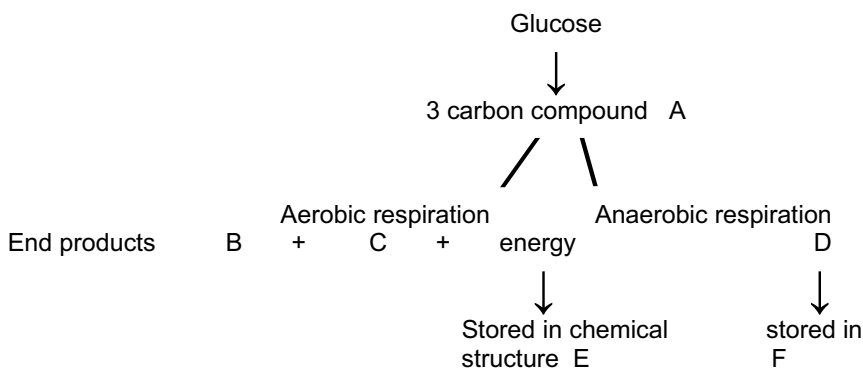 Glucose
3 carbon compound A
Aerobic respiration Anaerobic respiration
End products B + C + energy D
Stored in chemical stored in
structure E F